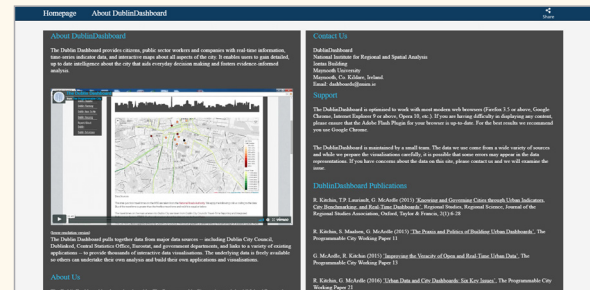 Homepage About DublinDashboard
Share
About DublinDashboard
The Dublin Dashboard provides citizens, public sector workers and companies with real-time information,
time-series indicator data, and interactive maps about all aspects of the city. It enables users to gain detailed,
up to date intelligence about the city that aids everyday decision making and fosters evidence-informed
analysis.
vimeo
(lower resolution version)
The Dublin Dashboard pulls together data from major data sources – including Dublin City Council,
Dublinked, Central Statistics Office, Eurostat, and government departments, and links to a variety of existing
applications – to provide thousands of interactive data visualisations. The underlying data is freely available
so others can undertake their own analysis and build their own applications and visualisations.
About Us
Contact Us
DublinDashboard
National Institute for Regional and Spatial Analysis
Iontas Building
Maynooth University
Maynooth, Co. Kildare, Ireland.
Email: dashboards@mum.ie
Support
The DublinDashboard is optimised to work with most modern web browsers (Firefox 3.5 or above, Google
Chrome, Internet Explorer 9 or above, Opera 10, etc.). If you are having difficulty in displaying any content,
please ensure that the Adobe Flash Plugin for your browser is up-to-date. For the best results we recommend
you use Google Chrome.
The DublinDashboard is maintained by a small team. The data we use come from a wide variety of sources
and while we prepare the visualisations carefully, it is possible that some errors may appear in the data
representations. If you have concerns about the data on this site, please contact us and we will examine the
issue.
DublinDashboard Publications
R. Kitchin, T.P. Lauriault, G. McArdle (2015) 'Knowing and Governing Cities through Urban Indicators,
City Benchmarking, and Real-Time Dashboards', Regional Studies, Regional Science, Journal of the
Regional Studies Association, Oxford, Taylor & Francis, 2(1):6-28
R. Kitchin, S. Maalsen, G. McArdle (2015) 'The Praxis and Politics of Building Urban Dashboards', The
Programmable City Working Paper 11
G. McArdle, R. Kitchin (2015) 'Improving the Veracity of Open and Real-Time Urban Data', The
Programmable City Working Paper 13
R. Kitchin, G. McArdle (2016) 'Urban Data and City Dashboards: Six Key Issues', The Programmable City
Working Paper 21